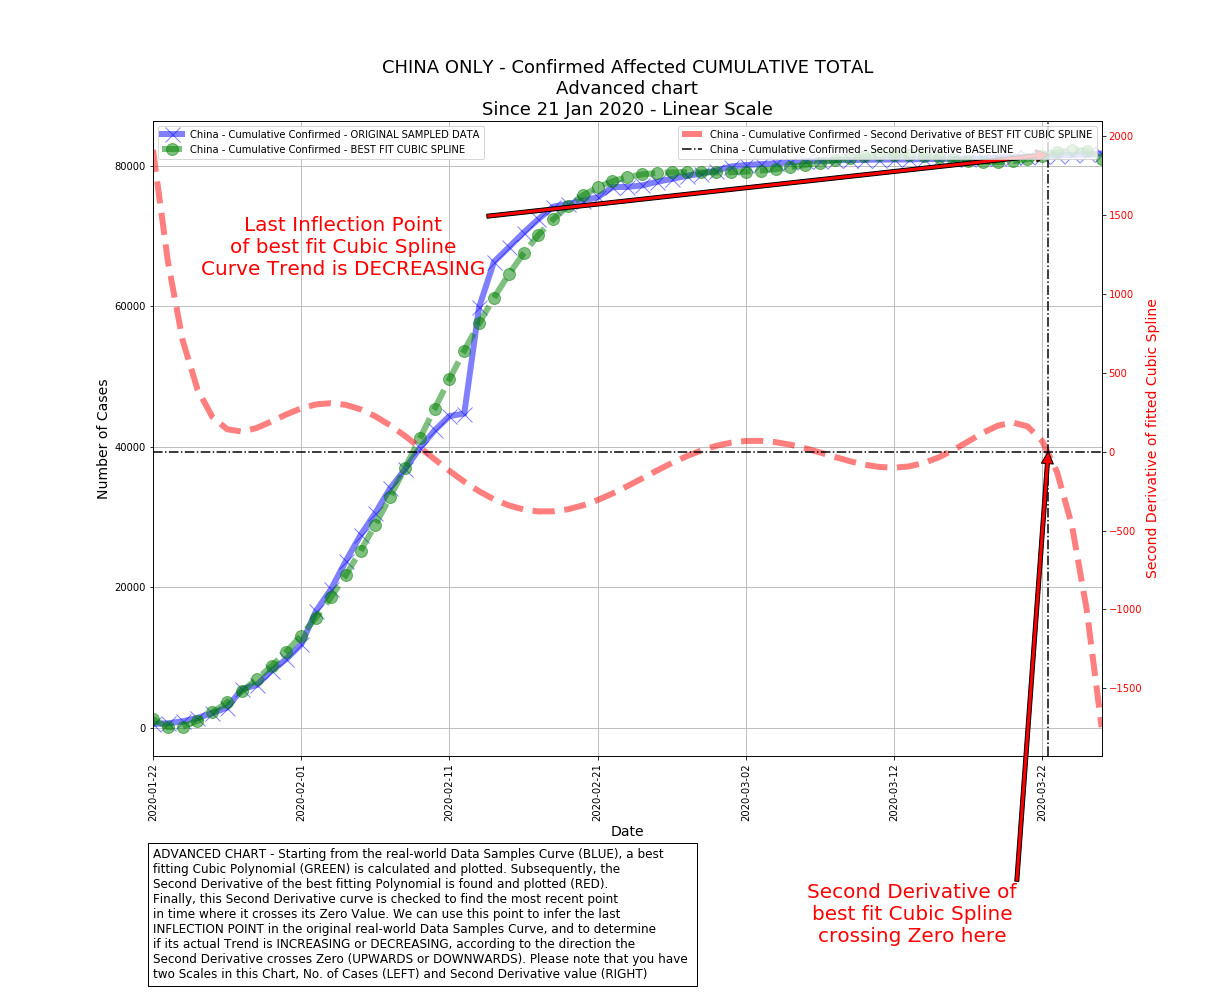 CHINA ONLY - Confirmed Affected CUMULATIVE TOTAL
Advanced chart
Since 21 Jan 2020 - Linear Scale
China - Cumulative Confirmed - ORIGINAL SAMPLED DATA
China - Cumulative Confirmed - BEST FIT CUBIC SPLINE
China - Cumulative Confirmed - Second Derivative of BEST FIT CUBIC SPLINE
China - Cumulative Confirmed - Second Derivative BASELINE
Last Inflection Point
of best fit Cubic Spline
Curve Trend is DECREASING
Number of Cases
80000
60000
40000
20000
0
2000
1500
1000
500
0
−500
−1000
−1500
Second Derivative of fitted Cubic Spline
2020-01-22
2020-02-01
2020-02-11
2020-02-21
2020-03-02
2020-03-12
2020-03-22
Date
ADVANCED CHART - Starting from the real-world Data Samples Curve (BLUE), a best
fitting Cubic Polynomial (GREEN) is calculated and plotted. Subsequently, the
Second Derivative of the best fitting Polynomial is found and plotted (RED).
Finally, this Second Derivative curve is checked to find the most recent point
in time where it crosses its Zero Value. We can use this point to infer the last
INFLECTION POINT in the original real-world Data Samples Curve, and to determine
if its actual Trend is INCREASING or DECREASING, according to the direction the
Second Derivative crosses Zero (UPWARDS or DOWNWARDS). Please note that you have
two Scales in this Chart, No. of Cases (LEFT) and Second Derivative value (RIGHT)
Second Derivative of
best fit Cubic Spline
crossing Zero here